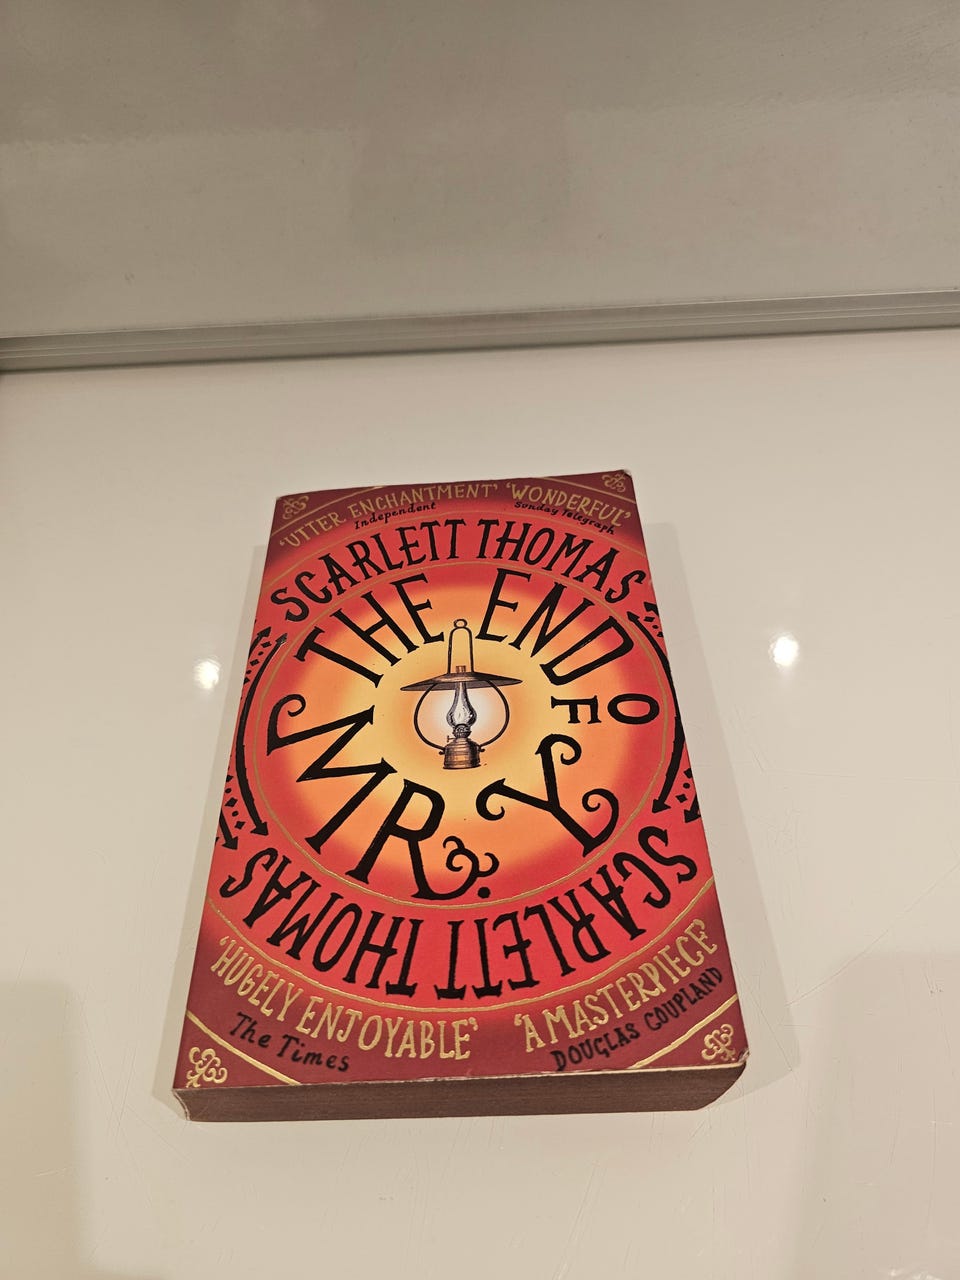 'UTTER ENCHANTMENT' 'WONDERFUL'
Independent Sunday Telegraph
SCARLETT THOMAS
THE END
OF
MR. Y
SCARLETT THOMAS
'HUGELY ENJOYABLE' 'A MASTERPIECE'
The Times DOUGLAS COUPLAND